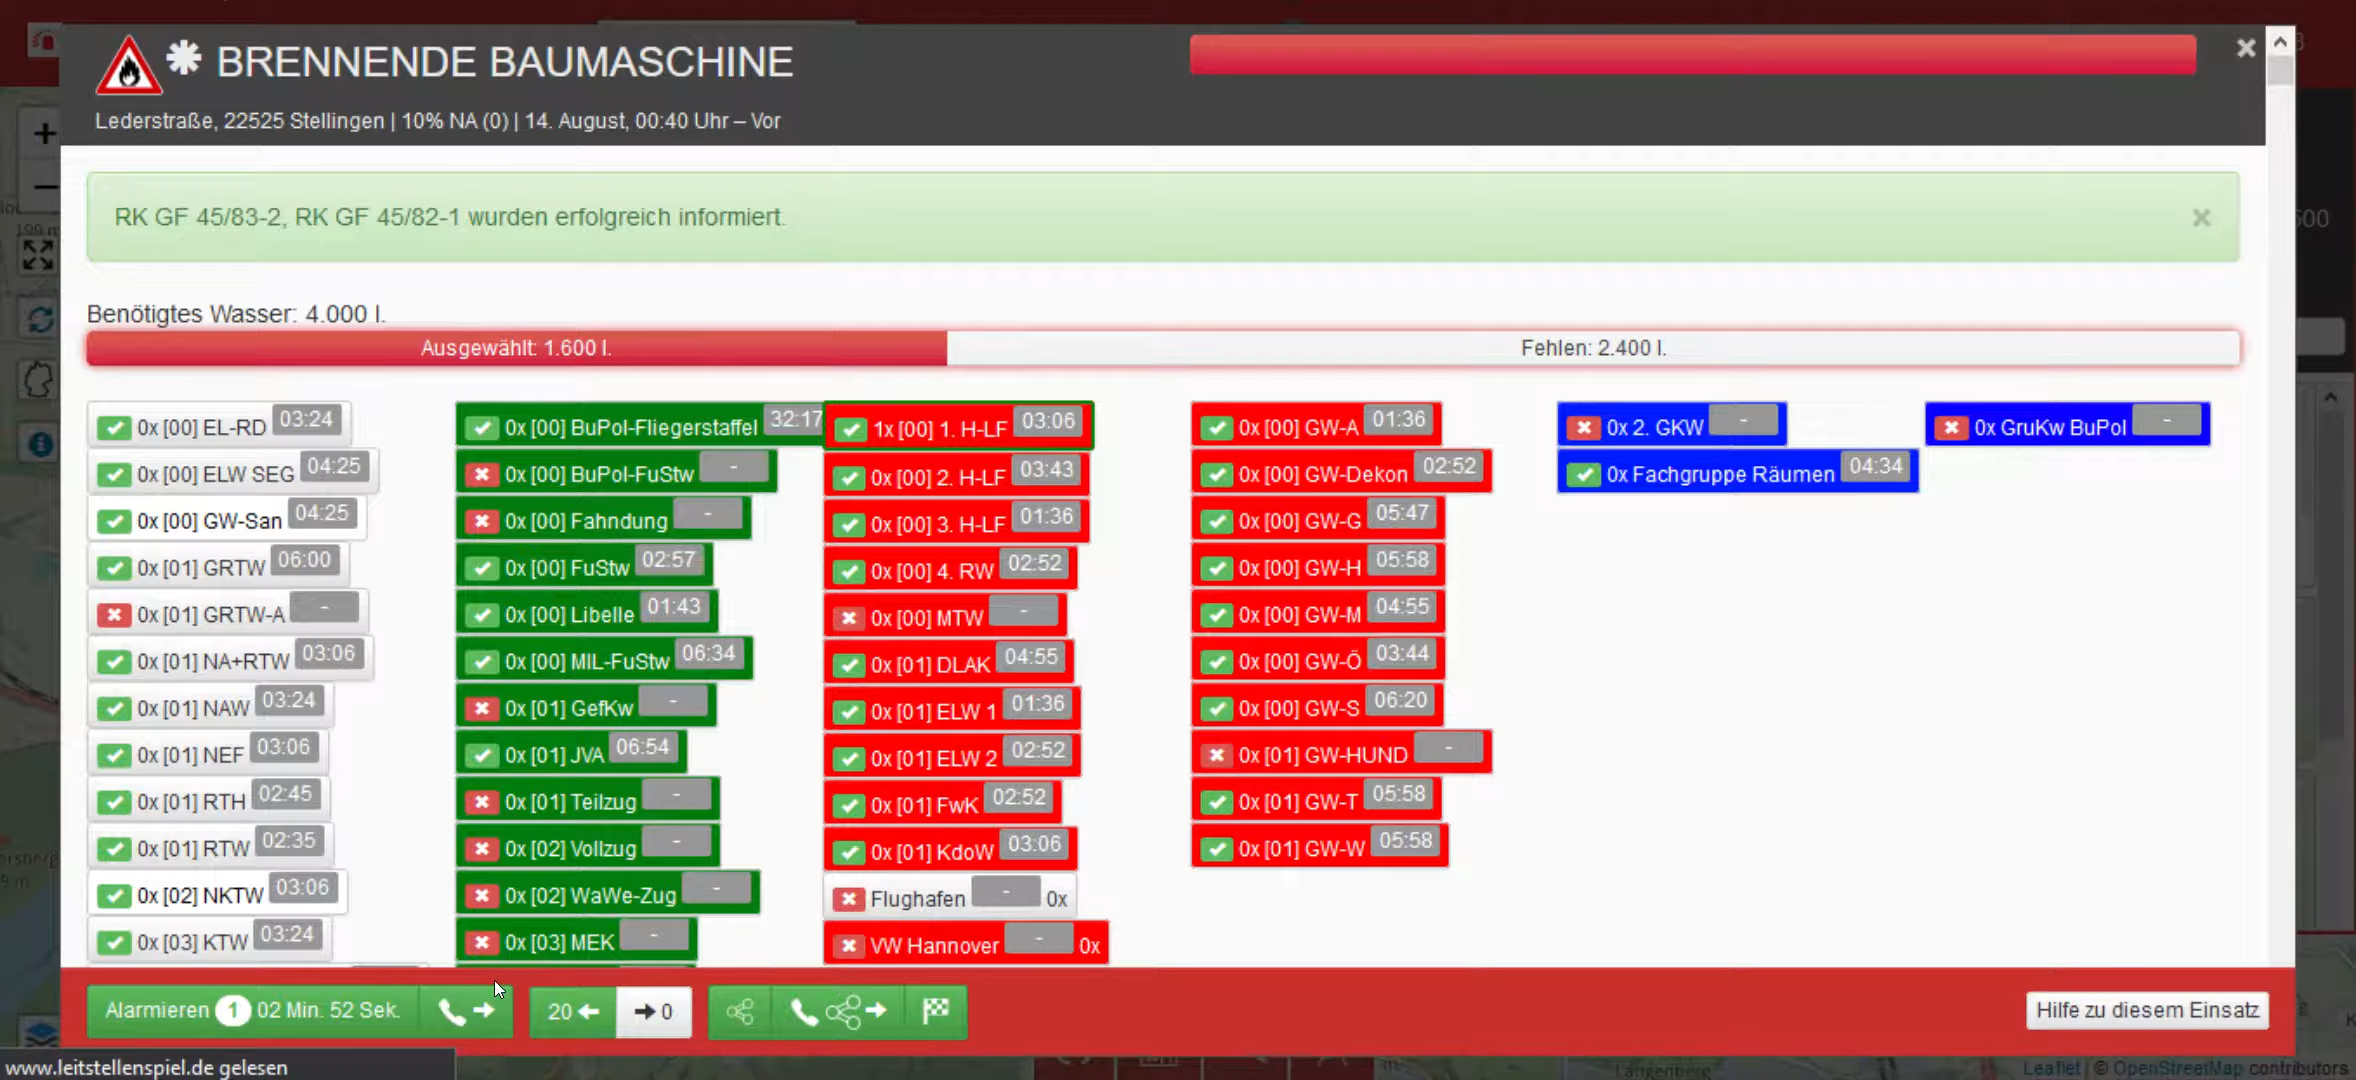 BRENNENDE BAUMASCHINE
Lederstraße, 22525 Stellingen | 10% NA (0) | 14. August, 00:40 Uhr – Vor
RK GF 45/83-2, RK GF 45/82-1 wurden erfolgreich informiert.
Benötigtes Wasser: 4.000 l.
Ausgewählt: 1.600 l.
Fehlen: 2.400 l.
0x [00] EL-RD 03:24
0x [00] ELW SEG 04:25
0x [00] GW-San 04:25
0x [01] GRTW 06:00
0x [01] GRTW-A -
0x [01] NA+RTW 03:06
0x [01] NAW 03:24
0x [01] NEF 03:06
0x [01] RTH 02:45
0x [01] RTW 02:35
0x [02] NKTW 03:06
0x [03] KTW 03:24
0x [00] BuPol-Fliegerstaffel 32:17
0x [00] BuPol-FuStw -
0x [00] Fahndung -
0x [00] FuStw 02:57
0x [00] Libelle 01:43
0x [00] MIL-FuStw 06:34
0x [01] GefKw -
0x [01] JVA 06:54
0x [01] Teilzug -
0x [02] Vollzug -
0x [02] WaWe-Zug -
0x [03] MEK -
1x [00] 1. H-LF 03:06
0x [00] 2. H-LF 03:43
0x [00] 3. H-LF 01:36
0x [00] 4. RW 02:52
0x [00] MTW -
0x [01] DLAK 04:55
0x [01] ELW 1 01:36
0x [01] ELW 2 02:52
0x [01] FwK 02:52
0x [01] KdoW 03:06
Flughafen - 0x
VW Hannover - 0x
0x [00] GW-A 01:36
0x [00] GW-Dekon 02:52
0x [00] GW-G 05:47
0x [00] GW-H 05:58
0x [00] GW-M 04:55
0x [00] GW-Ö 03:44
0x [00] GW-S 06:20
0x [01] GW-HUND -
0x [01] GW-T 05:58
0x [01] GW-W 05:58
0x 2. GKW -
0x Fachgruppe Räumen 04:34
0x GruKw BuPol -
Alarmieren 1 02 Min. 52 Sek.
20
0
Hilfe zu diesem Einsatz
www.leitstellenspiel.de gelesen
Langenberg
Leaflet | © OpenStreetMap contributors